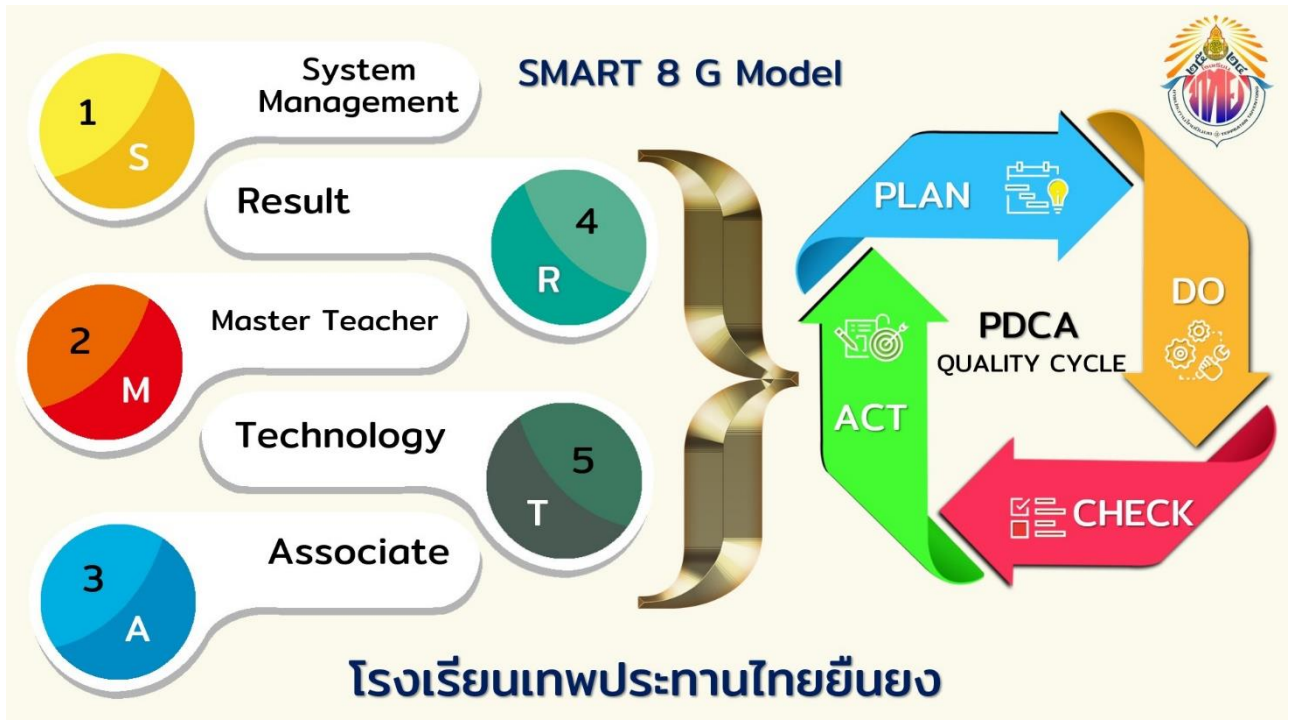 SMART 8 G Model
1
S
System
Management
Result
4
R
2
M
Master Teacher
Technology
5
T
3
A
Associate
PLAN
DO
CHECK
ACT
PDCA
QUALITY CYCLE
โรงเรียนเทพประทานไทยยืนยง